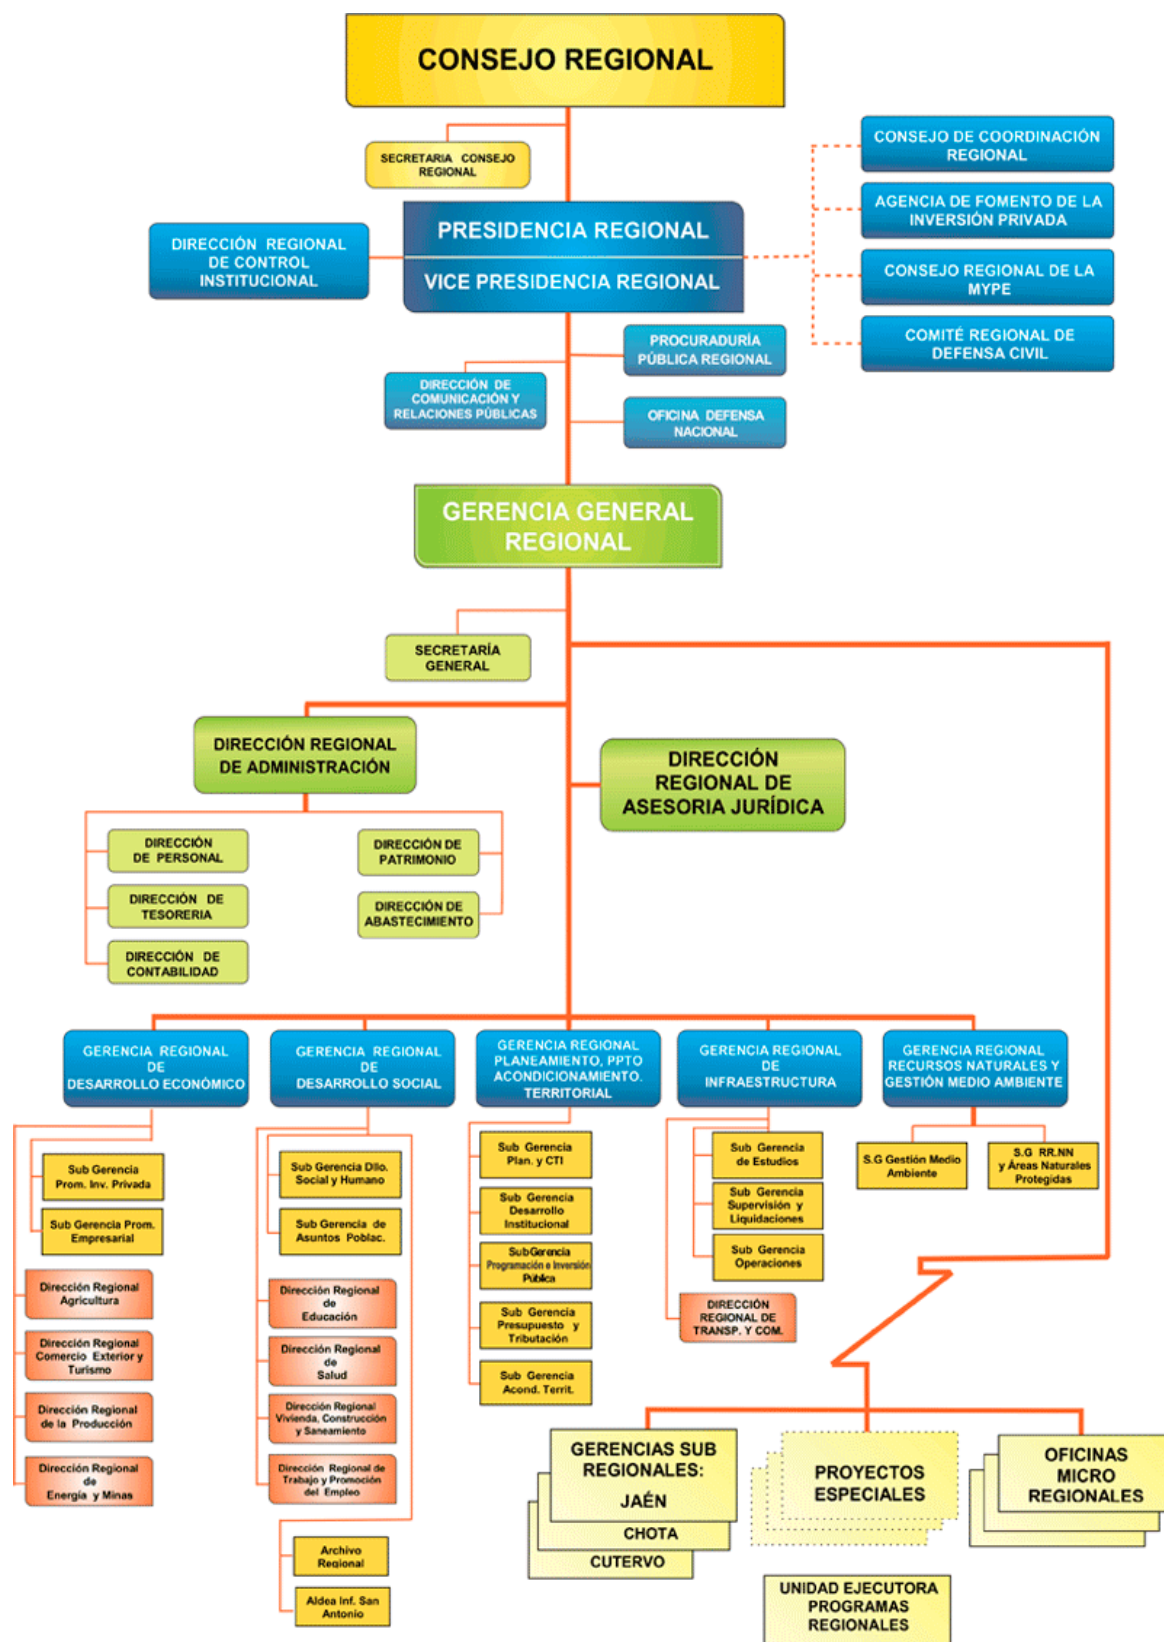 CONSEJO REGIONAL
SECRETARIA CONSEJO
REGIONAL
CONSEJO DE COORDINACIÓN
REGIONAL
AGENCIA DE FOMENTO DE LA
INVERSIÓN PRIVADA
CONSEJO REGIONAL DE LA
MYPE
COMITÉ REGIONAL DE
DEFENSA CIVIL
PRESIDENCIA REGIONAL
VICE PRESIDENCIA REGIONAL
DIRECCIÓN REGIONAL
DE CONTROL
INSTITUCIONAL
PROCURADURÍA
PÚBLICA REGIONAL
DIRECCIÓN DE
COMUNICACIÓN Y
RELACIONES PÚBLICAS
OFICINA DEFENSA
NACIONAL
GERENCIA GENERAL
REGIONAL
SECRETARÍA
GENERAL
DIRECCIÓN REGIONAL
DE ADMINISTRACIÓN
DIRECCIÓN
REGIONAL DE
ASESORIA JURÍDICA
DIRECCIÓN
DE PERSONAL
DIRECCIÓN DE
TESORERIA
DIRECCIÓN DE
CONTABILIDAD
DIRECCIÓN DE
PATRIMONIO
DIRECCIÓN DE
ABASTECIMIENTO
GERENCIA REGIONAL
DE
DESARROLLO ECONÓMICO
GERENCIA REGIONAL
DE
DESARROLLO SOCIAL
GERENCIA REGIONAL
PLANEAMIENTO, PPTO
ACONDICIONAMIENTO.
TERRITORIAL
GERENCIA REGIONAL
DE
INFRAESTRUCTURA
GERENCIA REGIONAL
RECURSOS NATURALES Y
GESTIÓN MEDIO AMBIENTE
Sub Gerencia
Prom. Inv. Privada
Sub Gerencia Prom.
Empresarial
Dirección Regional
Agricultura
Dirección Regional
Comercio Exterior y
Turismo
Dirección Regional
de la Producción
Dirección Regional
de
Energía y Minas
Sub Gerencia Dllo.
Social y Humano
Sub Gerencia de
Asuntos Poblac.
Dirección Regional
de
Educación
Dirección Regional
de
Salud
Dirección Regional
Vivienda, Construcción
y Saneamiento
Dirección Regional de
Trabajo y Promoción
del Empleo
Archivo
Regional
Aldea Inf. San
Antonio
Sub Gerencia
Plan. y CTI
Sub Gerencia
Desarrollo
Institucional
SubGerencia
Programación e Inversión
Pública
Sub Gerencia
Presupuesto y
Tributación
Sub Gerencia
Acond. Territ.
Sub Gerencia
de Estudios
Sub Gerencia
Supervisión y
Liquidaciones
Sub Gerencia
Operaciones
DIRECCIÓN
REGIONAL DE
TRANSP. Y COM.
S.G Gestión Medio
Ambiente
S.G RR.NN
y Áreas Naturales
Protegidas
GERENCIAS SUB
REGIONALES:
JAÉN
CHOTA
CUTERVO
PROYECTOS
ESPECIALES
OFICINAS
MICRO
REGIONALES
UNIDAD EJECUTORA
PROGRAMAS
REGIONALES